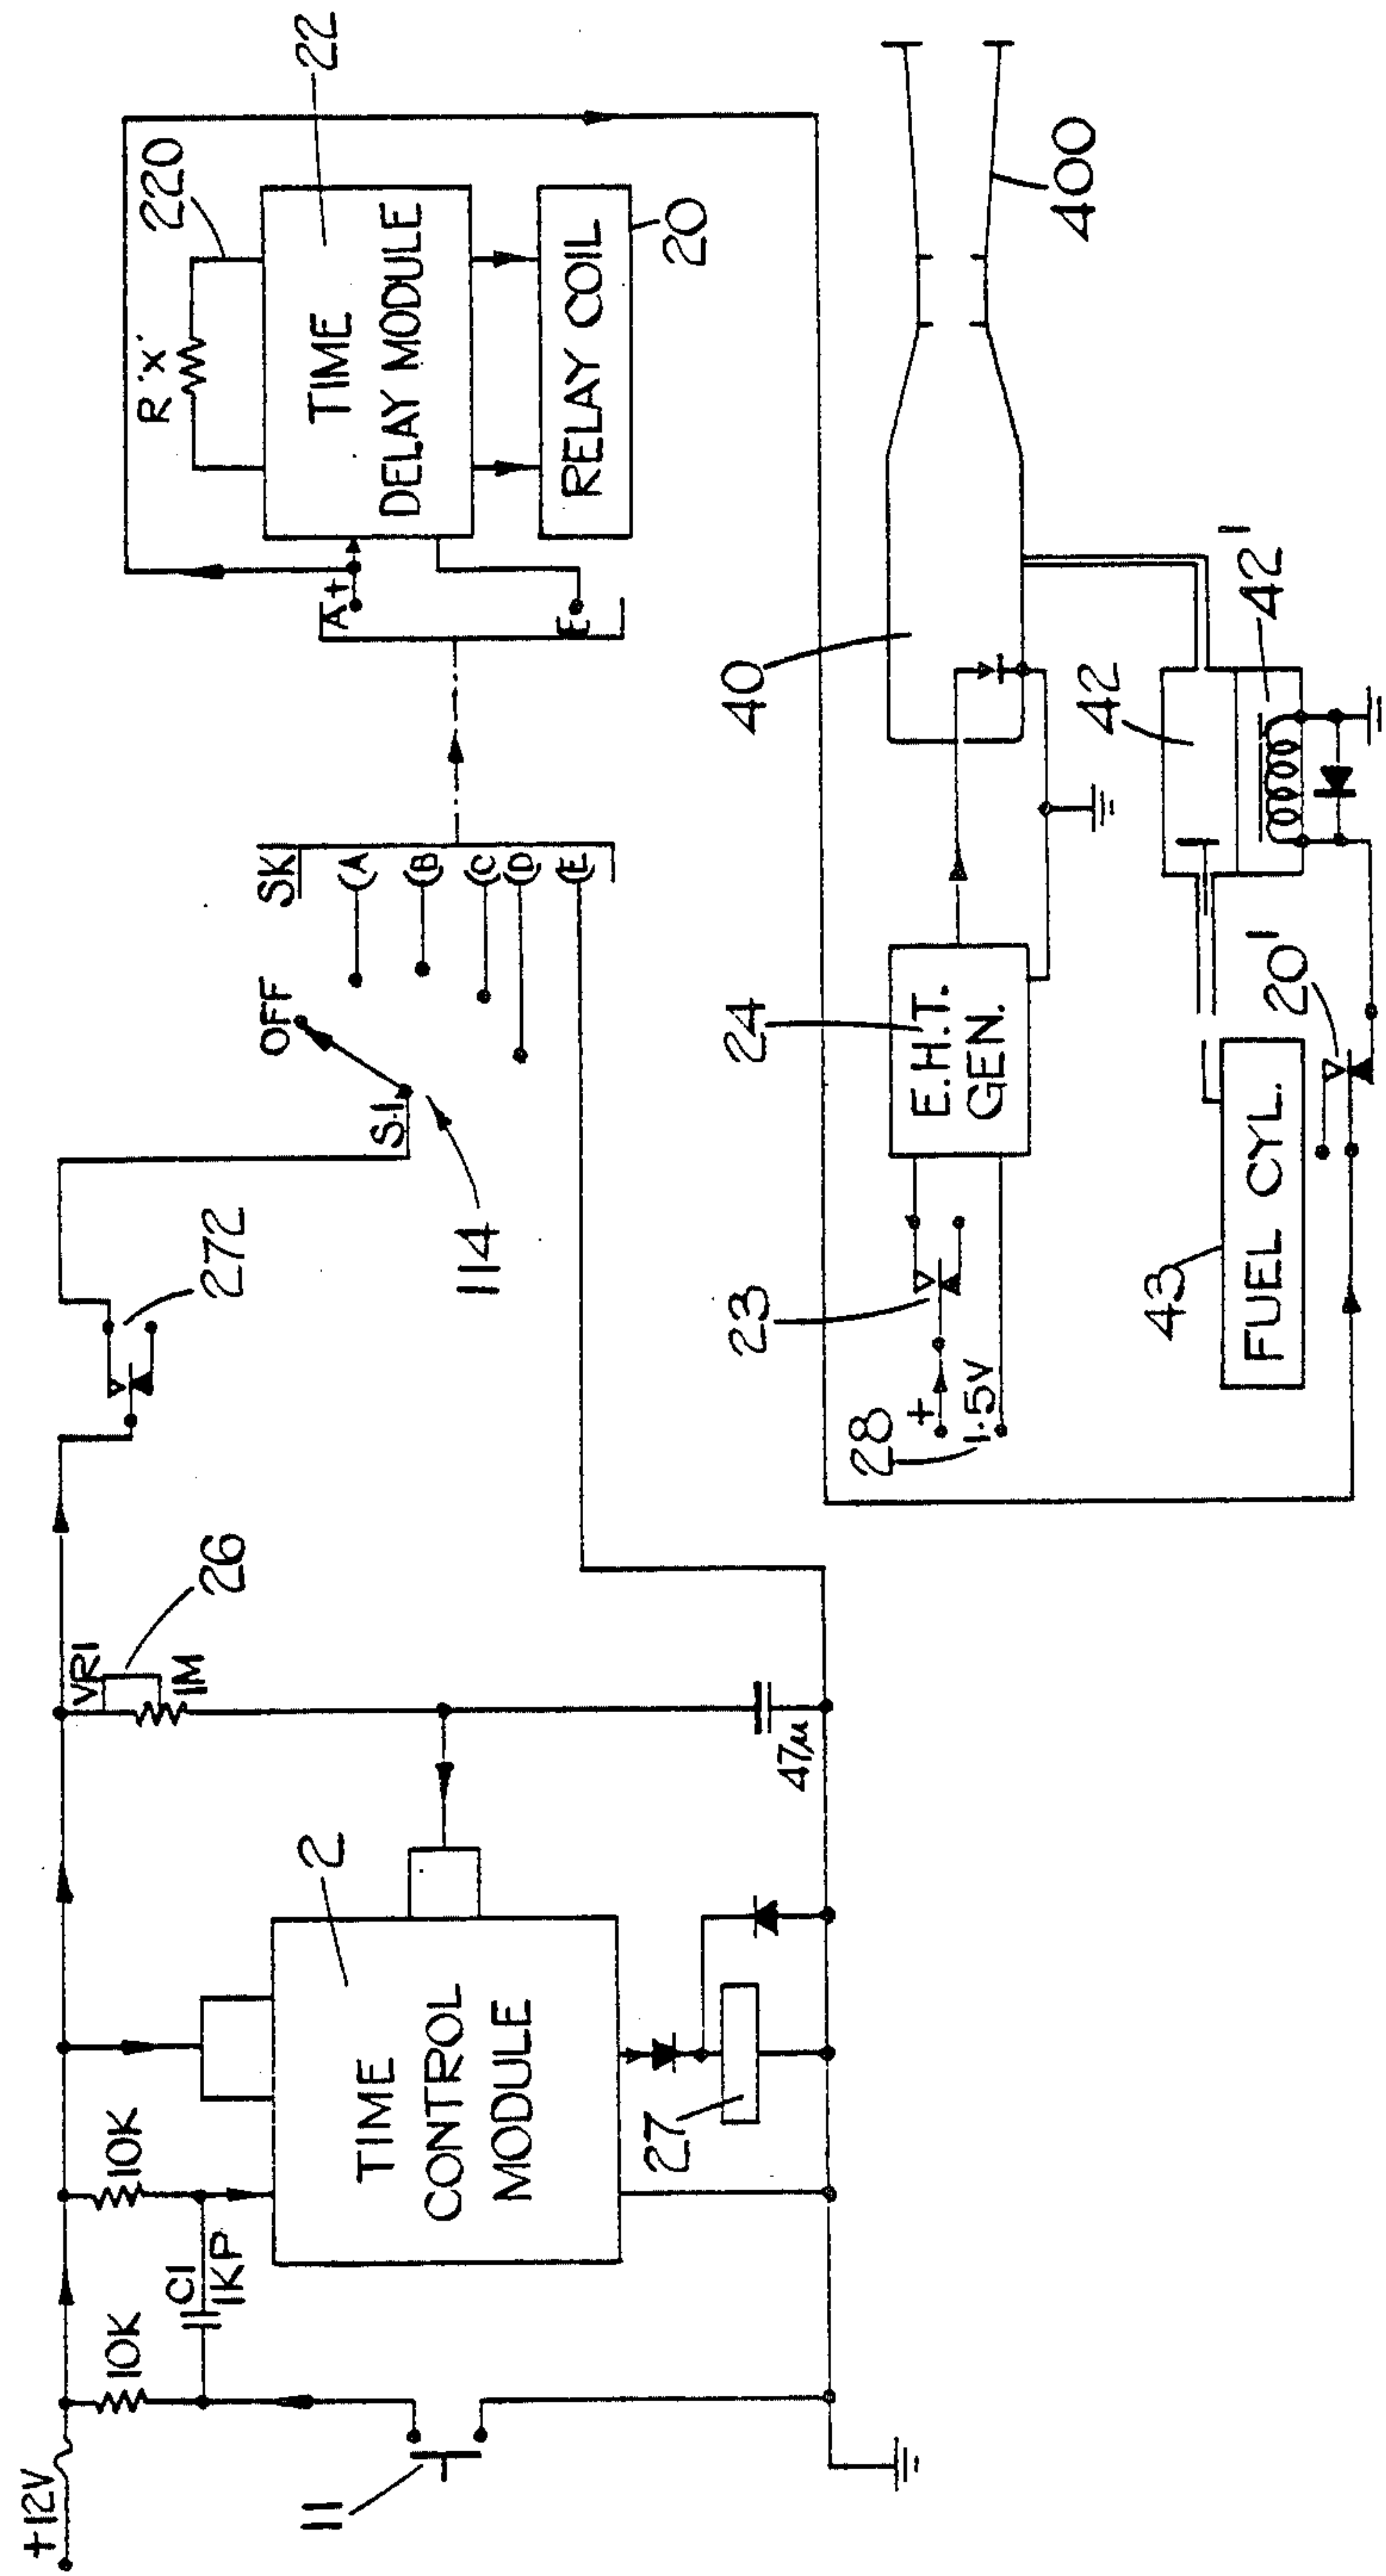 +12V
10K
C1
1KP
10K
TIME
CONTROL
MODULE
2
11
27
VR1
1M
26
47µ
272
S.1
OFF
114
SK1
(A
(B
(C
(D
(E
A+
E
R 'X'
220
TIME
DELAY MODULE
22
RELAY COIL
20
28
+
1.5V
23
E.H.T.
GEN.
24
40
400
42
42'
43
FUEL CYL.
20'